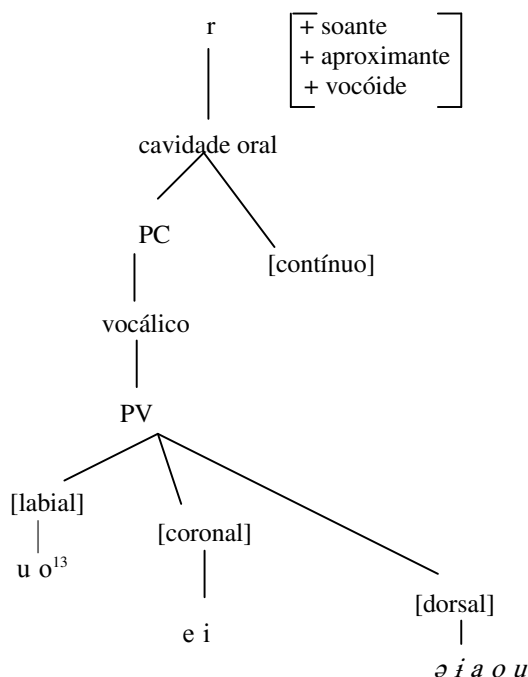 r
+ soante
+ aproximante
+ vocóide
cavidade oral
PC
[contínuo]
vocálico
PV
[labial]
[coronal]
u o¹³
[dorsal]
e i
ə ɨ a o u